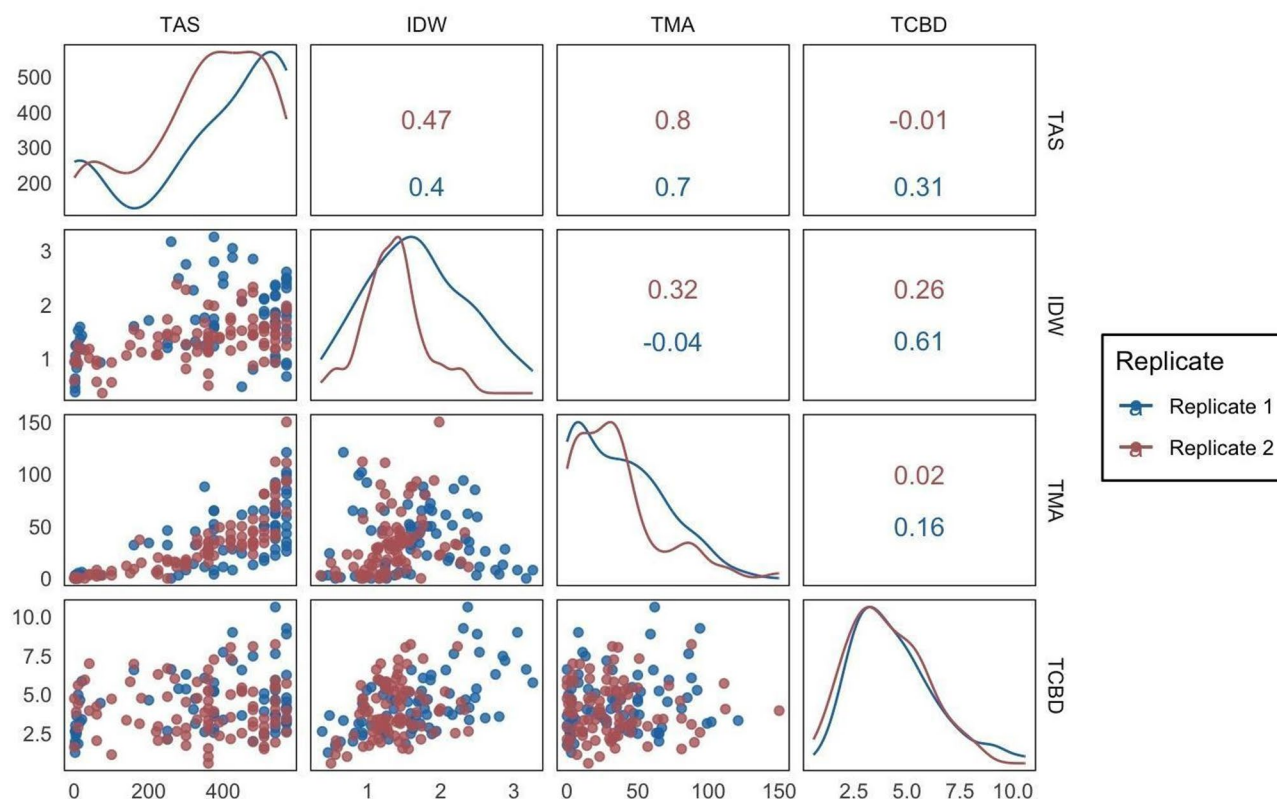 TAS IDW TMA TCBD
500
400
300
200
0.47 0.8 -0.01
0.4 0.7 0.31
TAS
3
2
1
0.32 0.26
-0.04 0.61
IDW
150
100
50
0
0.02
0.16
TMA
10.0
7.5
5.0
2.5
TCBD
0 200 400 1 2 3 0 50 100 150 2.5 5.0 7.5 10.0
Replicate
a Replicate 1
a Replicate 2